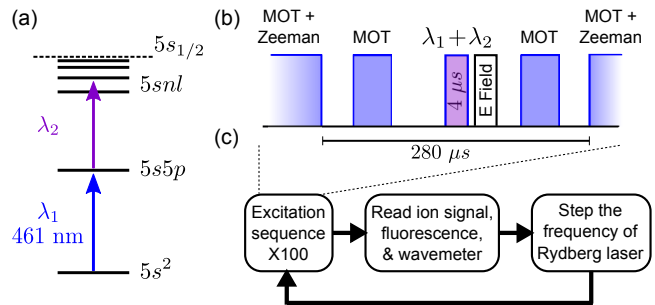 (a)
5s1/2
5snl
λ2
5s5p
λ1
461 nm
5s²
(b)
MOT +
Zeeman
MOT
λ1+λ2
MOT
MOT +
Zeeman
4 μs
E Field
280 μs
(c)
Excitation
sequence
X100
Read ion signal,
fluorescence,
& wavemeter
Step the
frequency of
Rydberg laser